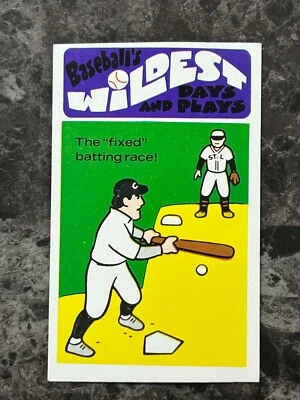 Baseball's
WiLDEST
DAYS
AND PLAYS
The "fixed"
batting race!
C
ST.L